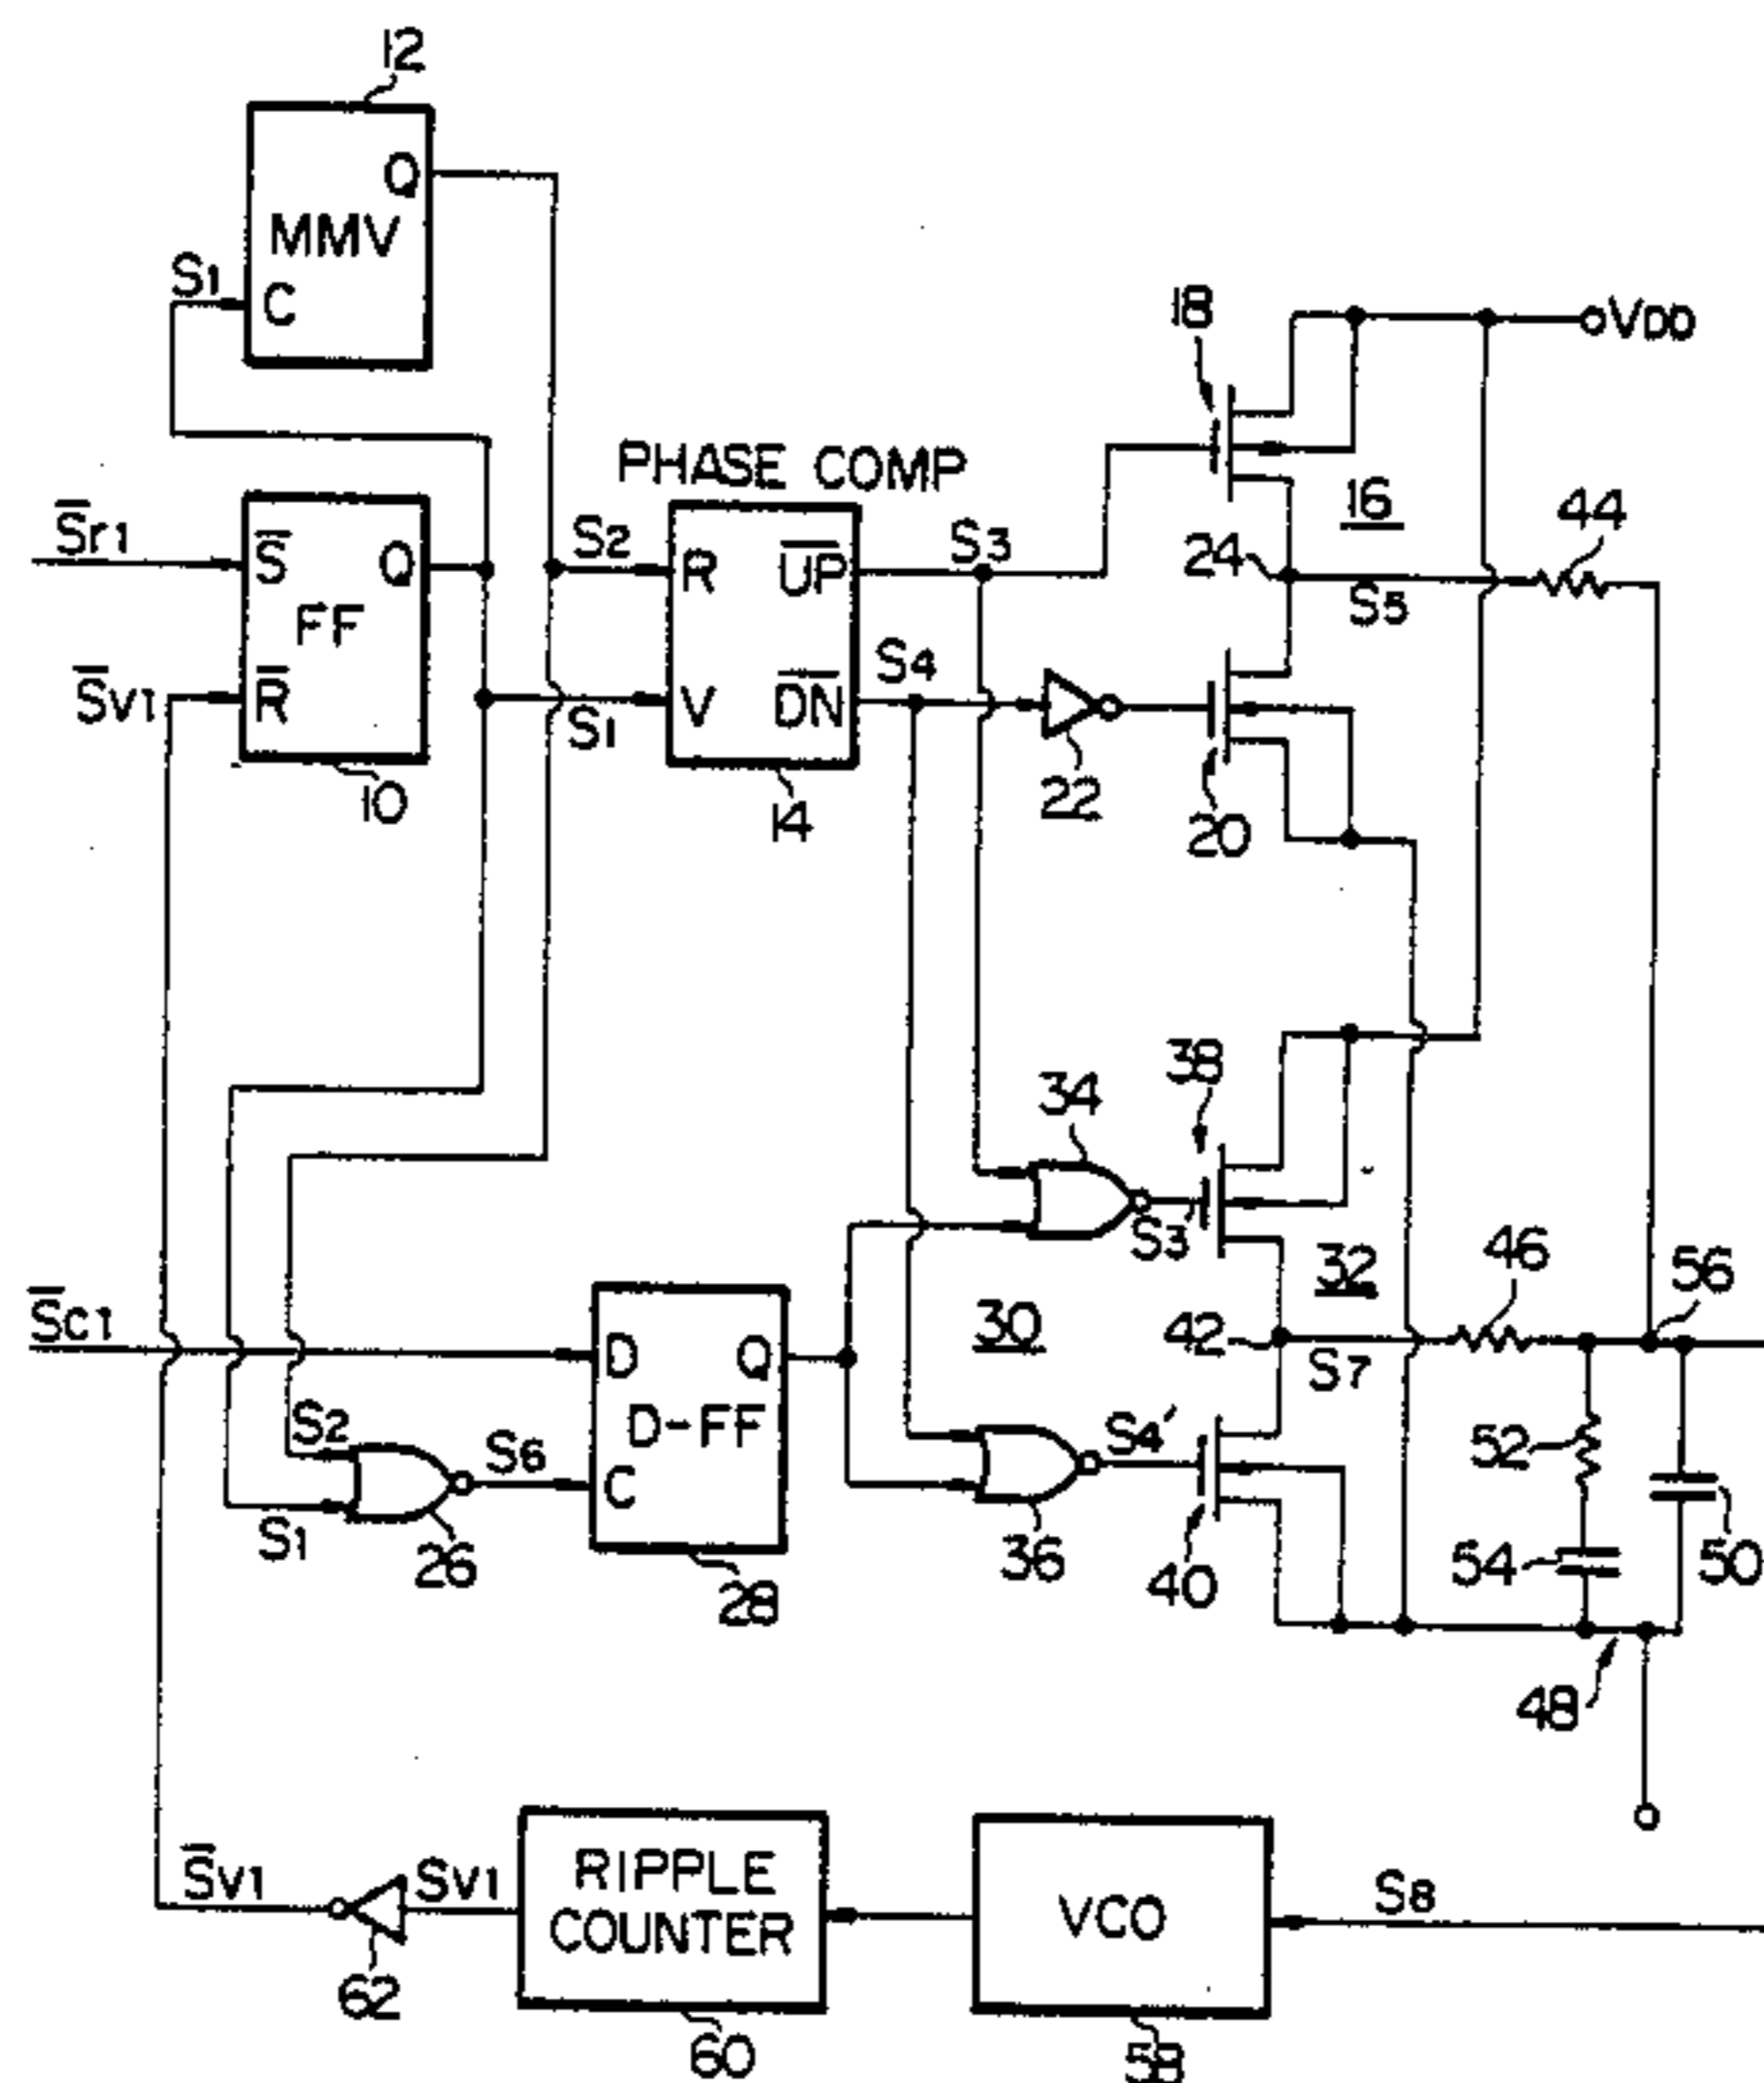 12
Q
MMV
S1
C
18
VDD
PHASE COMP
S̅r1
S̅
Q
S2
R
U̅P̅
S3
16
44
24
S5
FF
S̅v1
R̅
S1
V
D̅N̅
S4
10
14
22
20
38
34
S3'
32
46
56
S̅c1
D
Q
30
42
S7
D-FF
S2
S6
C
S4'
52
S1
26
28
36
40
54
50
48
S̅v1
Sv1
RIPPLE
COUNTER
VCO
S8
62
60
58